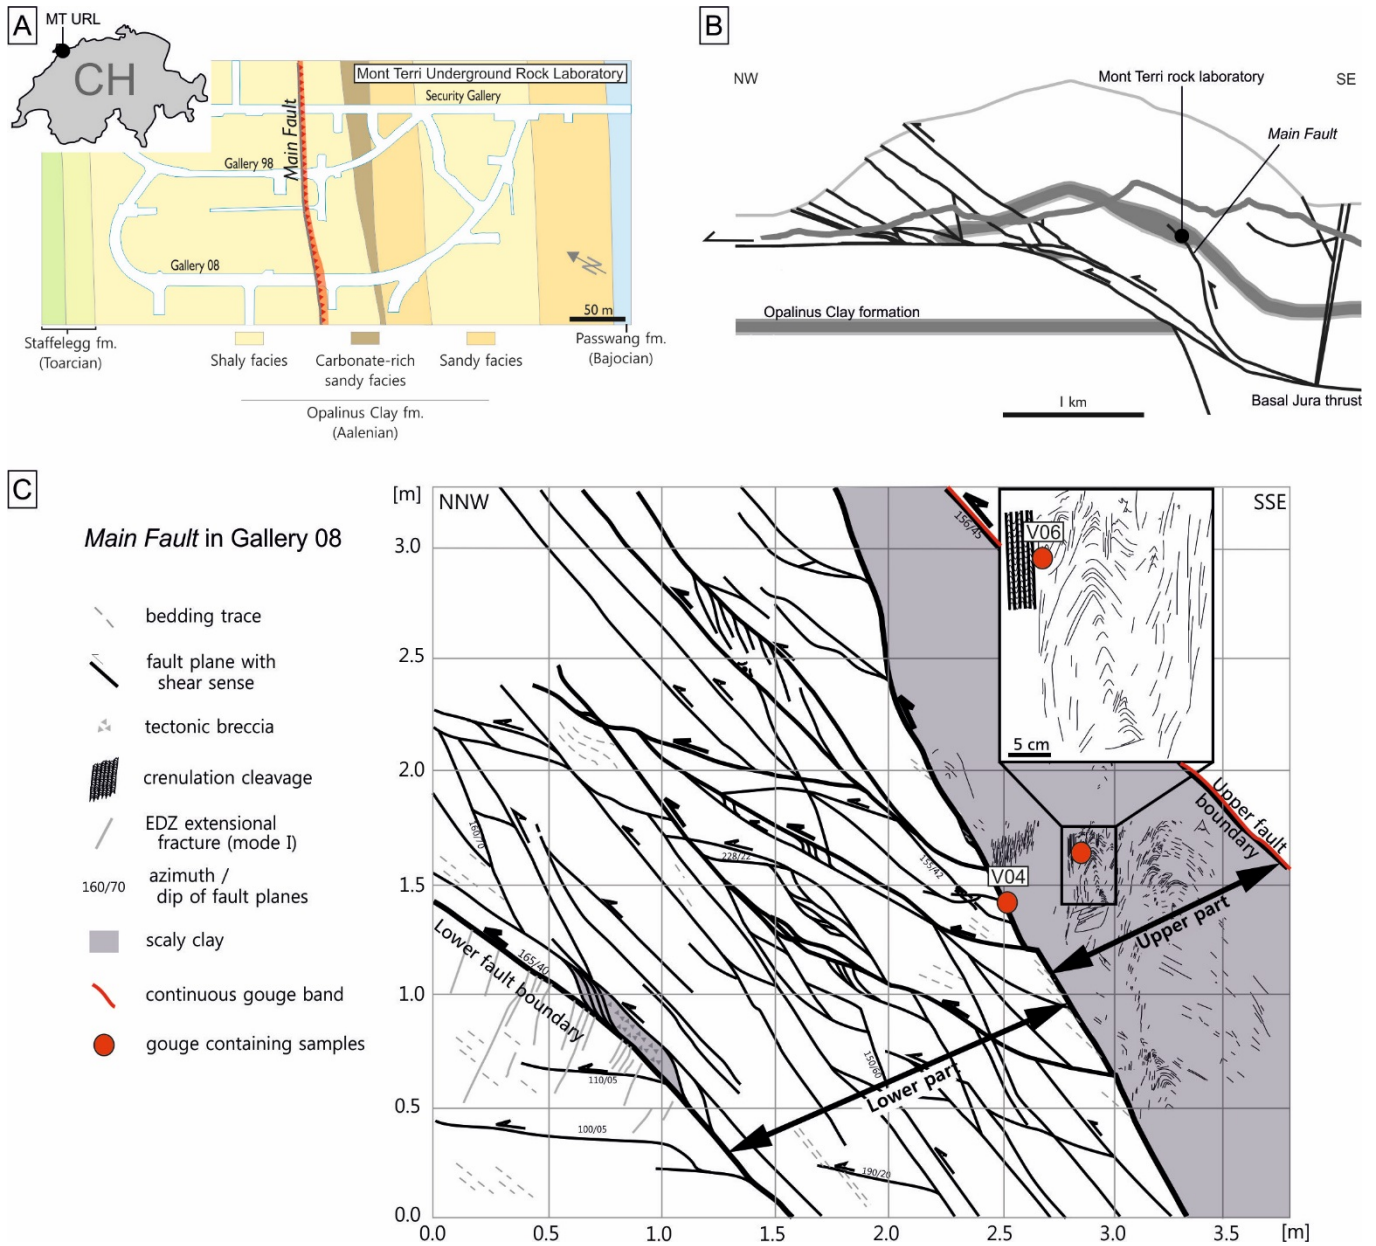 A
MT URL
CH
Mont Terri Underground Rock Laboratory
Security Gallery
Main Fault
Gallery 98
Gallery 08
N
50 m
Staffelegg fm.
(Toarcian)
Shaly facies
Carbonate-rich
sandy facies
Sandy facies
Passwang fm.
(Bajocian)
Opalinus Clay fm.
(Aalenian)
B
NW
SE
Mont Terri rock laboratory
Main Fault
Opalinus Clay formation
1 km
Basal Jura thrust
C
Main Fault in Gallery 08
bedding trace
fault plane with
shear sense
tectonic breccia
crenulation cleavage
EDZ extensional
fracture (mode I)
160/70
azimuth /
dip of fault planes
scaly clay
continuous gouge band
gouge containing samples
[m]
NNW
SSE
3.0
2.5
2.0
1.5
1.0
0.5
0.0
156/45
V06
5 cm
Upper fault
boundary
160/70
228/22
155/42
V04
Upper part
Lower fault boundary
165/40
110/05
150/60
Lower part
100/05
190/20
0.0
0.5
1.0
1.5
2.0
2.5
3.0
3.5
[m]